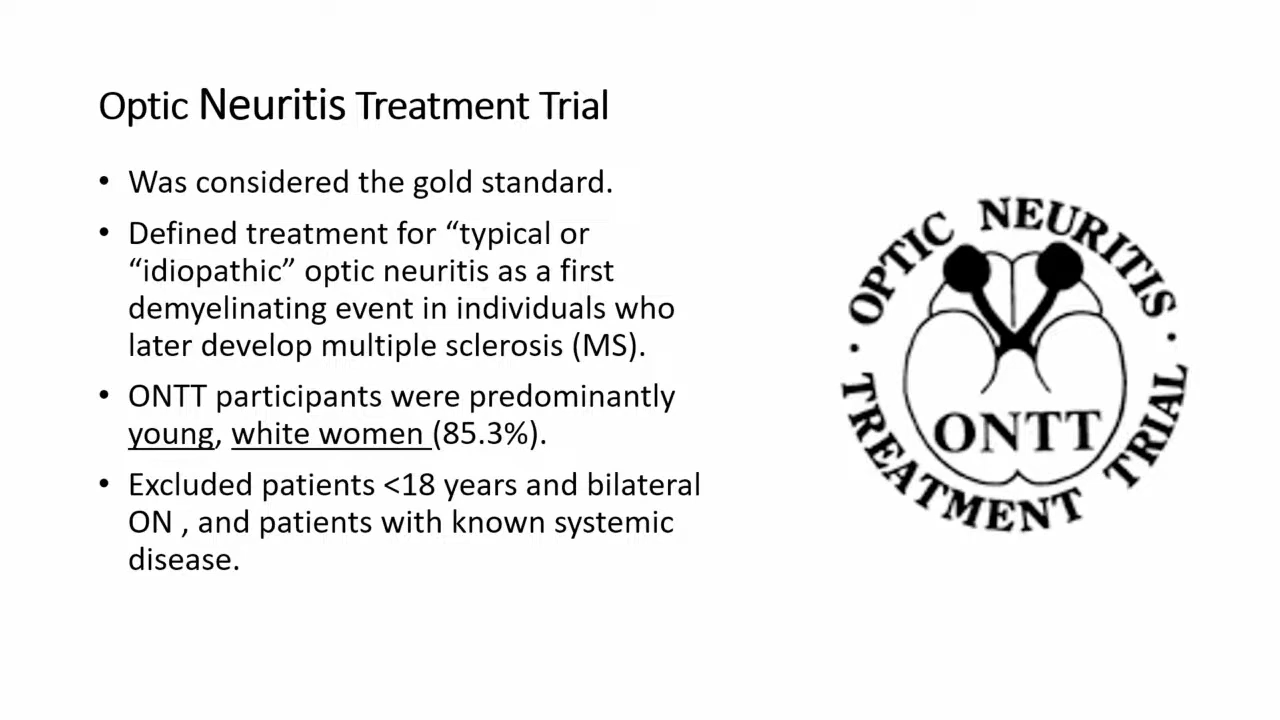 Optic Neuritis Treatment Trial
• Was considered the gold standard.
• Defined treatment for “typical or
“idiopathic” optic neuritis as a first
demyelinating event in individuals who
later develop multiple sclerosis (MS).
• ONTT participants were predominantly
young, white women (85.3%).
• Excluded patients <18 years and bilateral
ON , and patients with known systemic
disease.
OPTIC NEURITIS
ONTT
· TREATMENT TRIAL ·